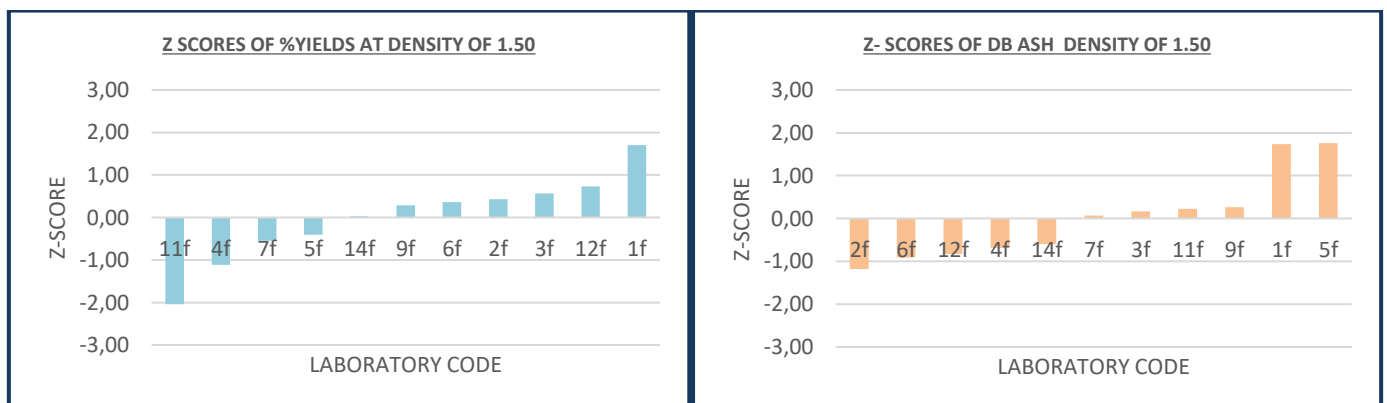 Z SCORES OF %YIELDS AT DENSITY OF 1.50
3,00
2,00
1,00
0,00
-1,00
-2,00
-3,00
Z-SCORE
11f 4f 7f 5f 14f 9f 6f 2f 3f 12f 1f
LABORATORY CODE
Z- SCORES OF DB ASH DENSITY OF 1.50
3,00
2,00
1,00
0,00
-1,00
-2,00
-3,00
Z-SCORE
2f 6f 12f 4f 14f 7f 3f 11f 9f 1f 5f
LABORATORY CODE